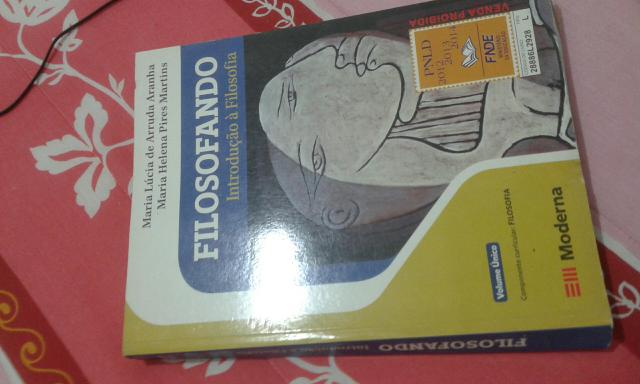 Maria Lúcia de Arruda Aranha
Maria Helena Pires Martins
FILOSOFANDO
Introdução à Filosofia
VENDA PROIBIDA
PNLD
2012
2013
2014
FNDE
28886L2928
L
Volume Único
Componente curricular: FILOSOFIA
Moderna
FILOSOFANDO